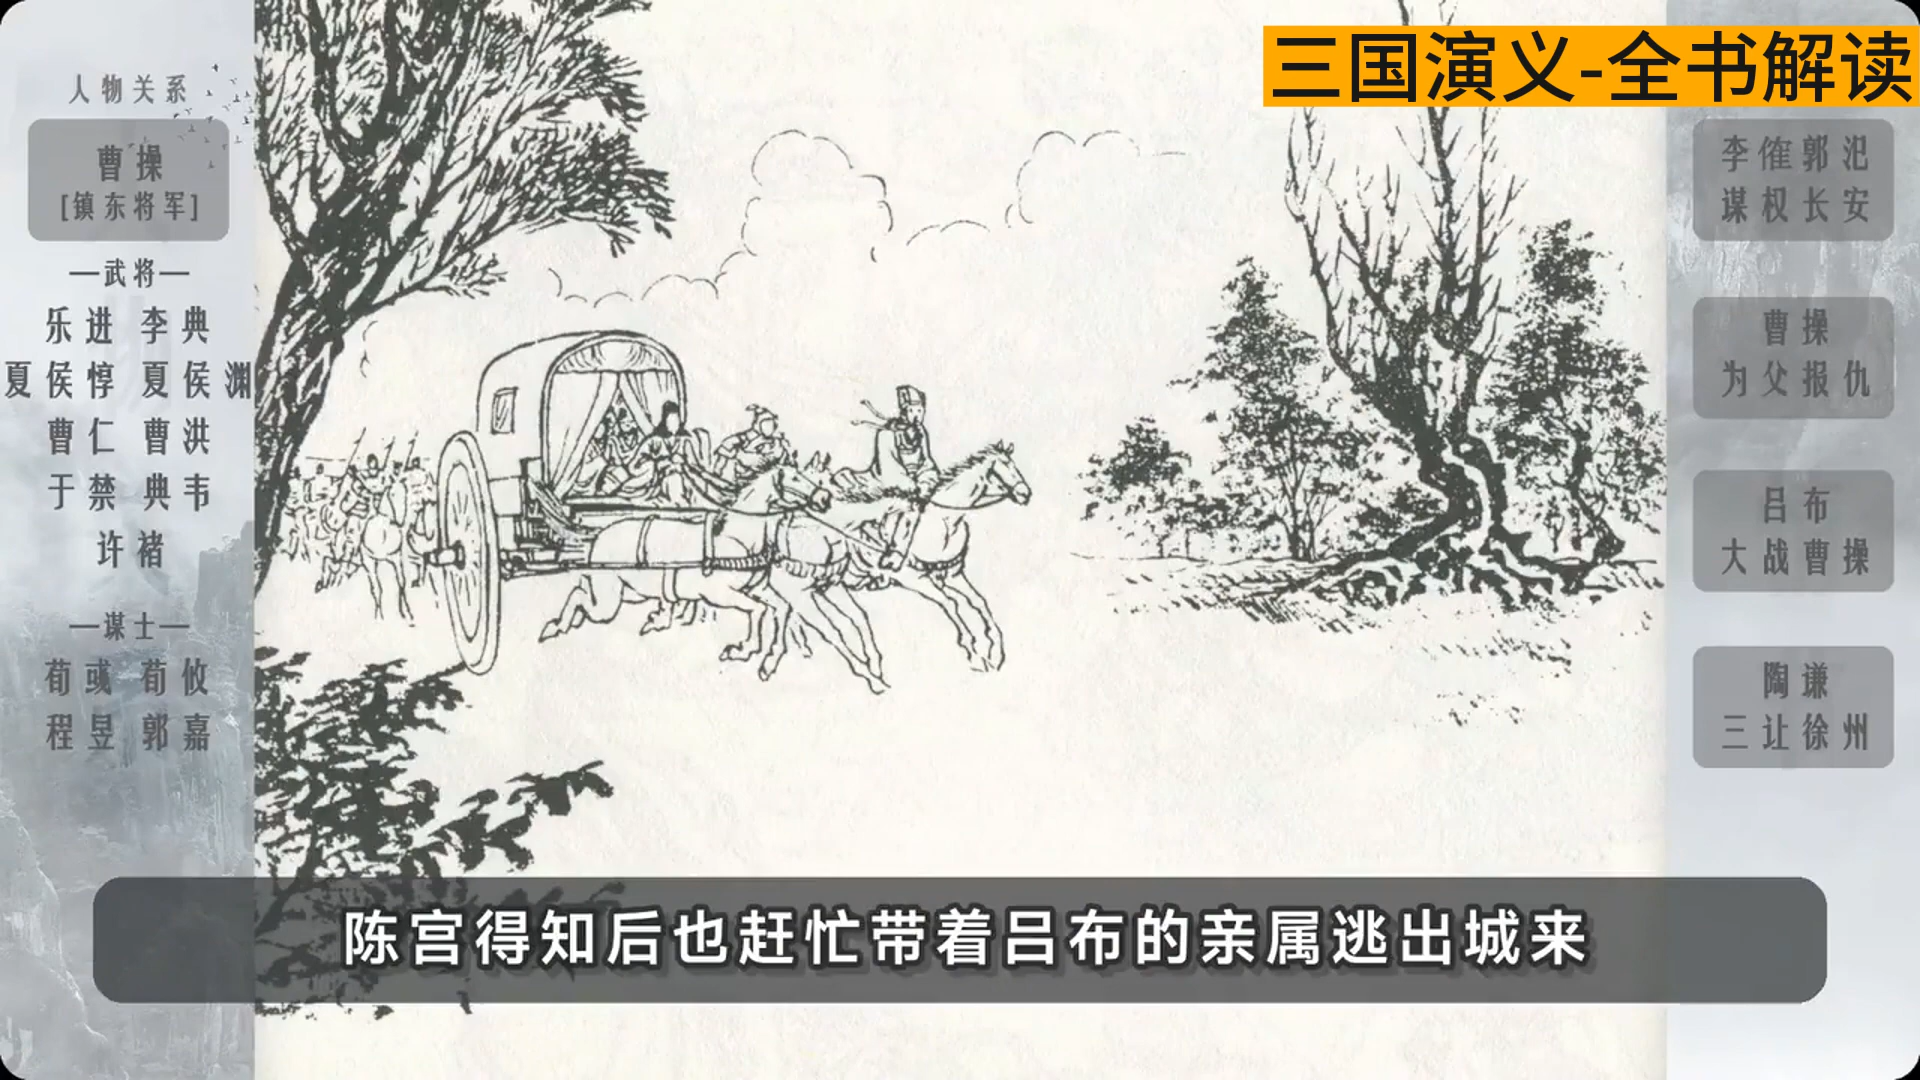 三国演义-全书解读
人物关系
曹操
[镇东将军]
—武将—
乐进 李典
夏侯惇 夏侯渊
曹仁 曹洪
于禁 典韦
许褚
—谋士—
荀彧 荀攸
程昱 郭嘉
李傕郭汜
谋权长安
曹操
为父报仇
吕布
大战曹操
陶谦
三让徐州
陈宫得知后也赶忙带着吕布的亲属逃出城来